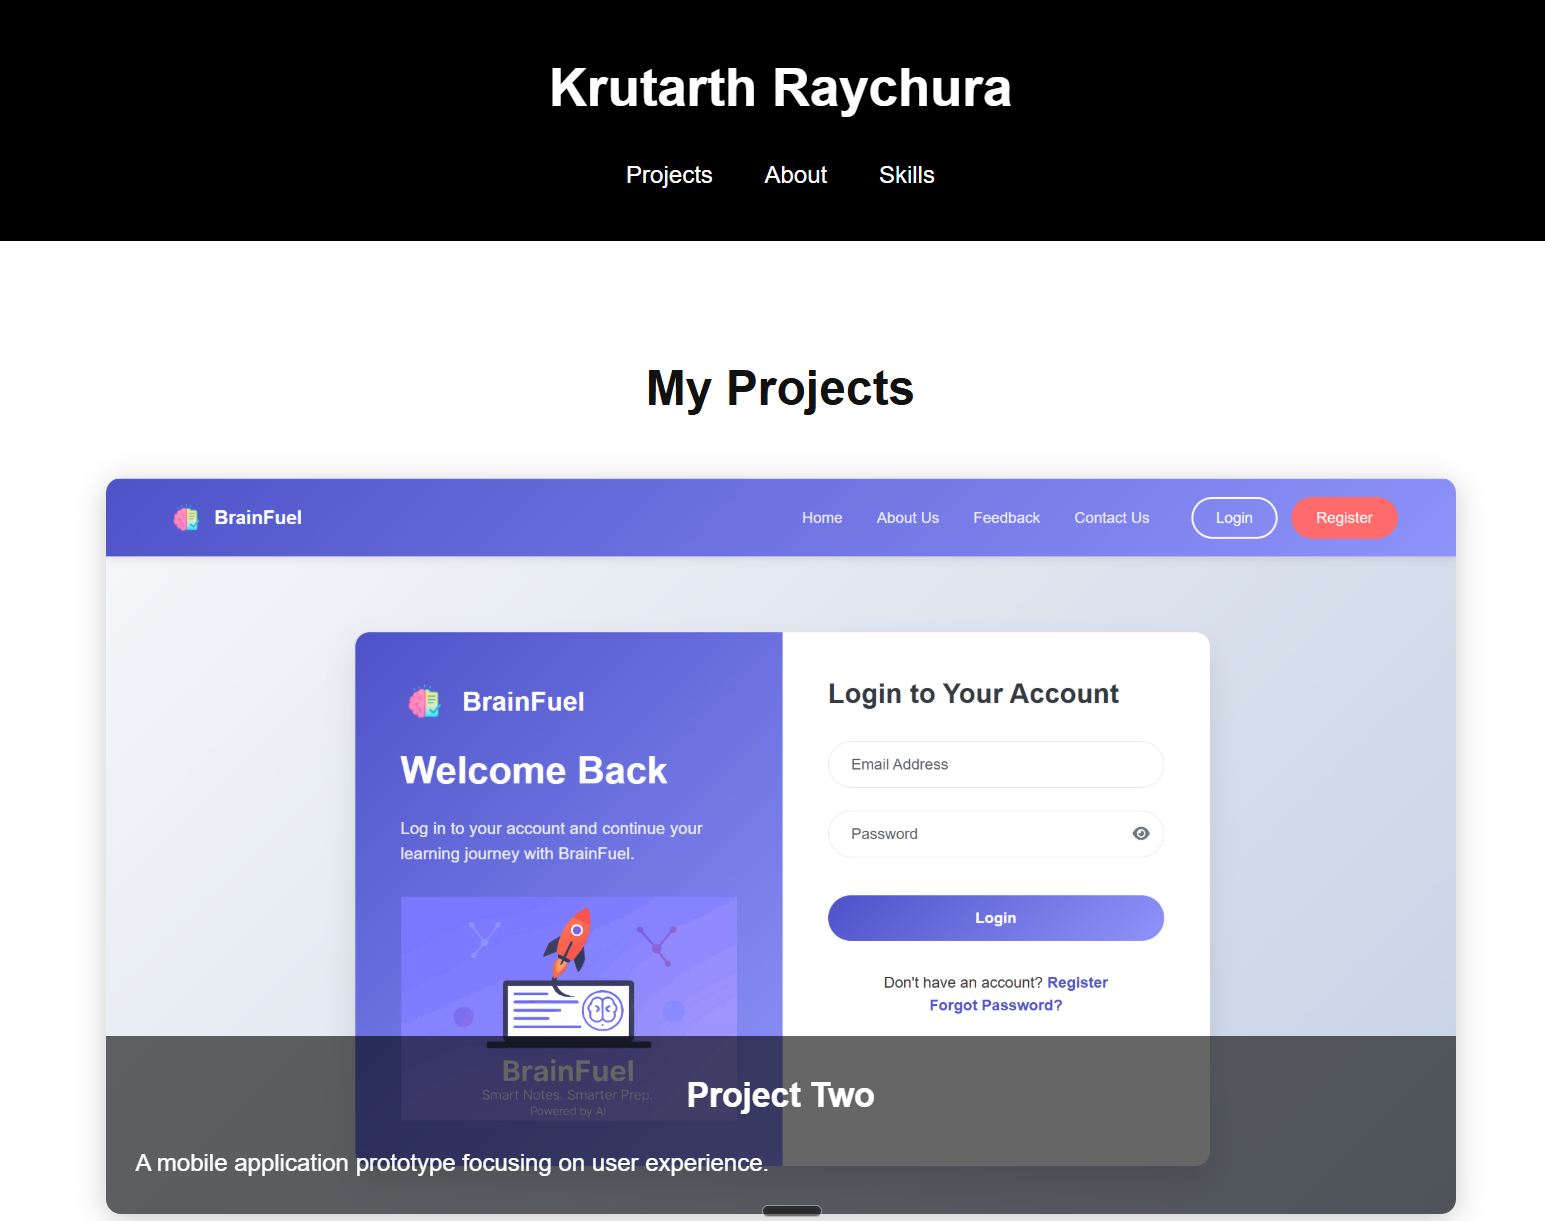 Krutarth Raychura
Projects About Skills
My Projects
BrainFuel Home About Us Feedback Contact Us Login Register
BrainFuel
Welcome Back
Log in to your account and continue your
learning journey with BrainFuel.
BrainFuel
Smart Notes. Smarter Prep.
Powered by AI
Login to Your Account
Email Address
Password
Login
Don't have an account? Register
Forgot Password?
Project Two
A mobile application prototype focusing on user experience.